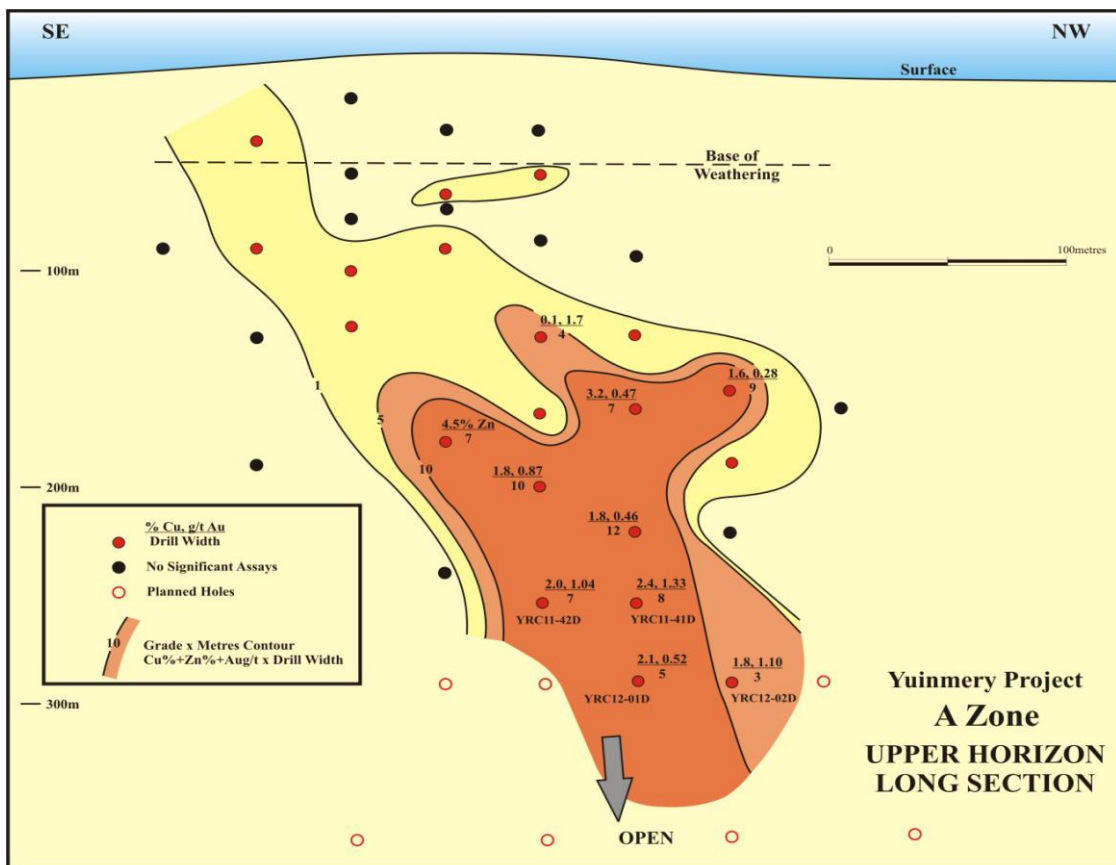 SE
NW
Surface
Base of
Weathering
0
100metres
100m
0.1, 1.7
4
1.6, 0.28
9
1
3.2, 0.47
7
5
4.5% Zn
7
10
1.8, 0.87
10
200m
1.8, 0.46
12
% Cu, g/t Au
Drill Width
No Significant Assays
Planned Holes
10
Grade x Metres Contour
Cu%+Zn%+Aug/t x Drill Width
2.0, 1.04
7
YRC11-42D
2.4, 1.33
8
YRC11-41D
2.1, 0.52
5
YRC12-01D
1.8, 1.10
3
YRC12-02D
300m
Yuinmery Project
A Zone
UPPER HORIZON
LONG SECTION
OPEN